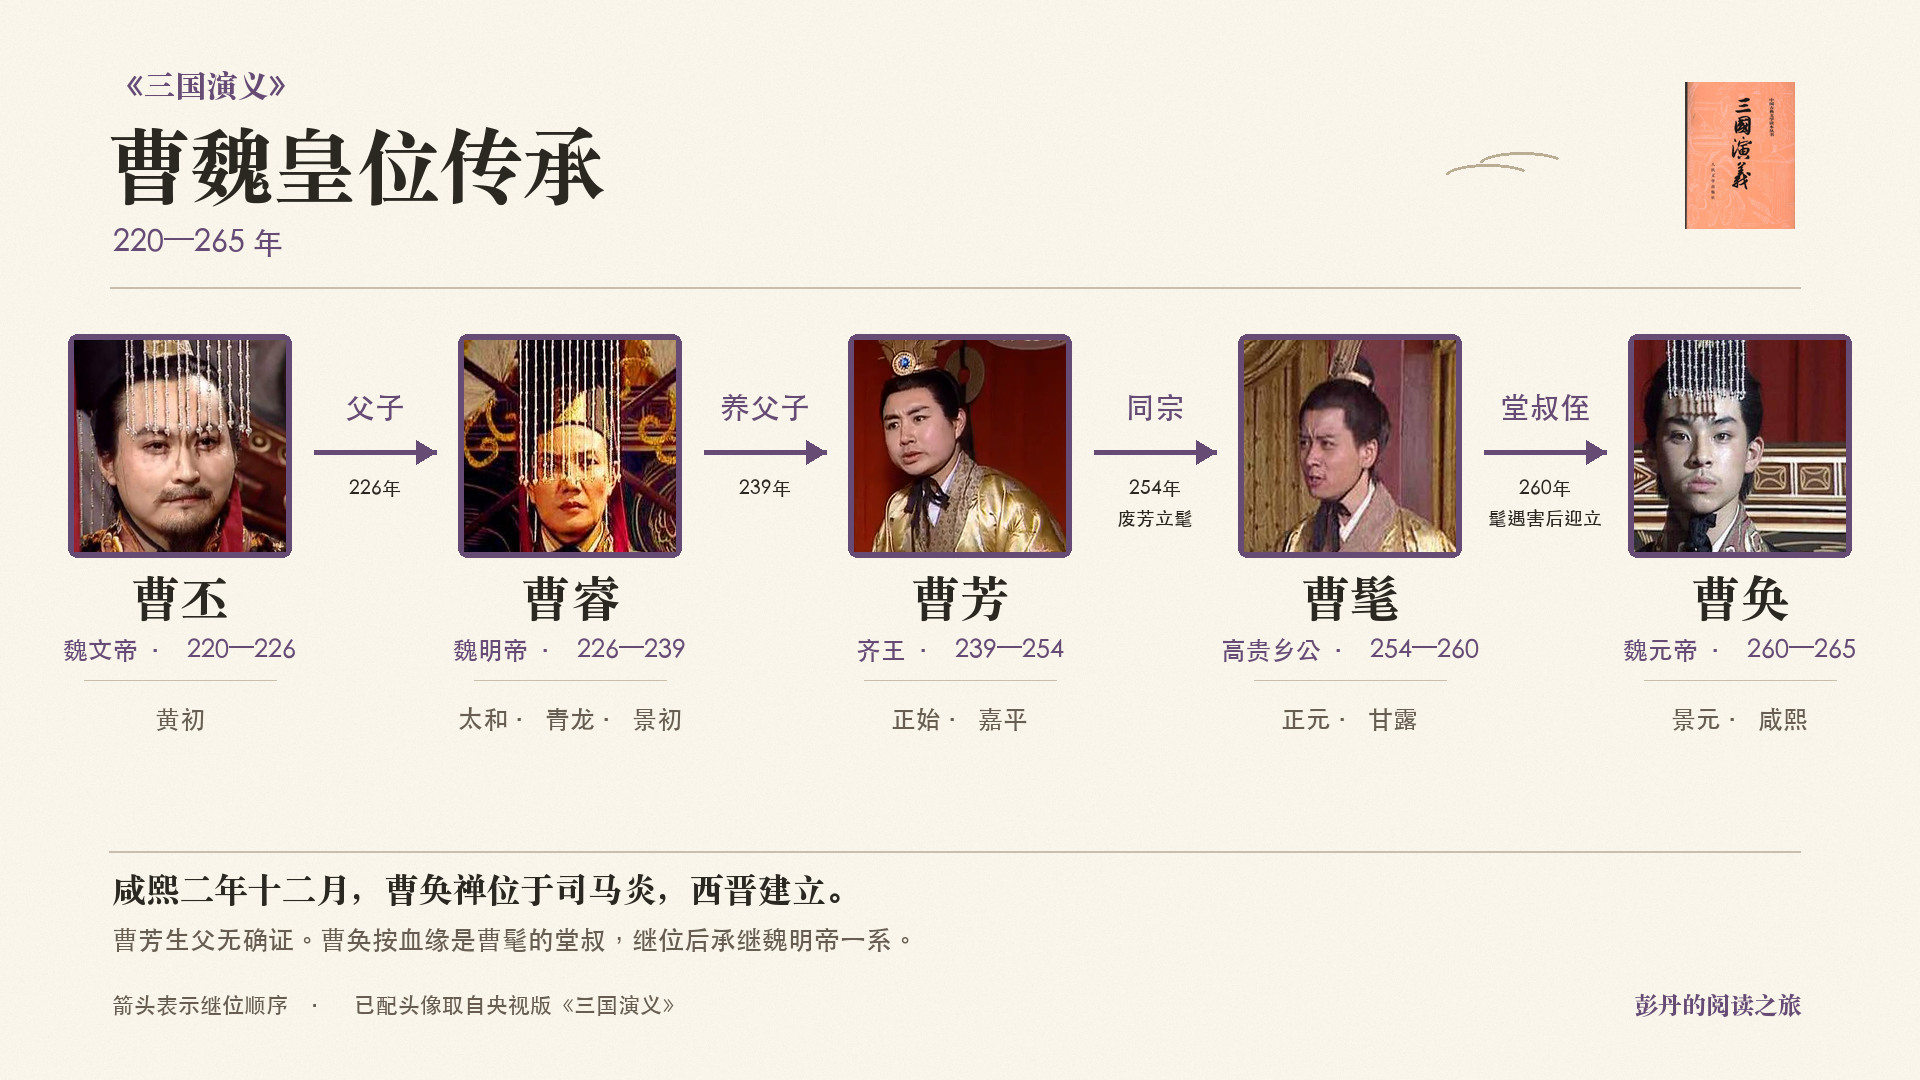 《三国演义》
曹魏皇位传承
220—265 年
三國演義
父子
226年
养父子
239年
同宗
254年
废芳立髦
堂叔侄
260年
髦遇害后迎立
曹丕
魏文帝 · 220—226
黄初
曹睿
魏明帝 · 226—239
太和 · 青龙 · 景初
曹芳
齐王 · 239—254
正始 · 嘉平
曹髦
高贵乡公 · 254—260
正元 · 甘露
曹奂
魏元帝 · 260—265
景元 · 咸熙
咸熙二年十二月，曹奂禅位于司马炎，西晋建立。
曹芳生父无确证。曹奂按血缘是曹髦的堂叔，继位后承继魏明帝一系。
箭头表示继位顺序 · 已配头像取自央视版《三国演义》
彭丹的阅读之旅